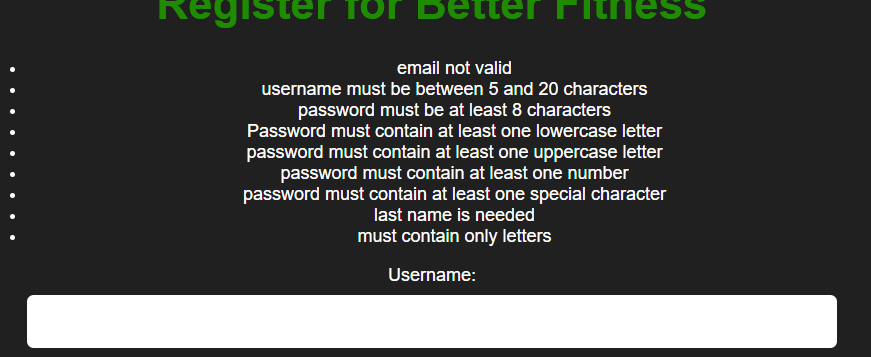 Register for Better Fitness
email not valid
username must be between 5 and 20 characters
password must be at least 8 characters
Password must contain at least one lowercase letter
password must contain at least one uppercase letter
password must contain at least one number
password must contain at least one special character
last name is needed
must contain only letters
Username: